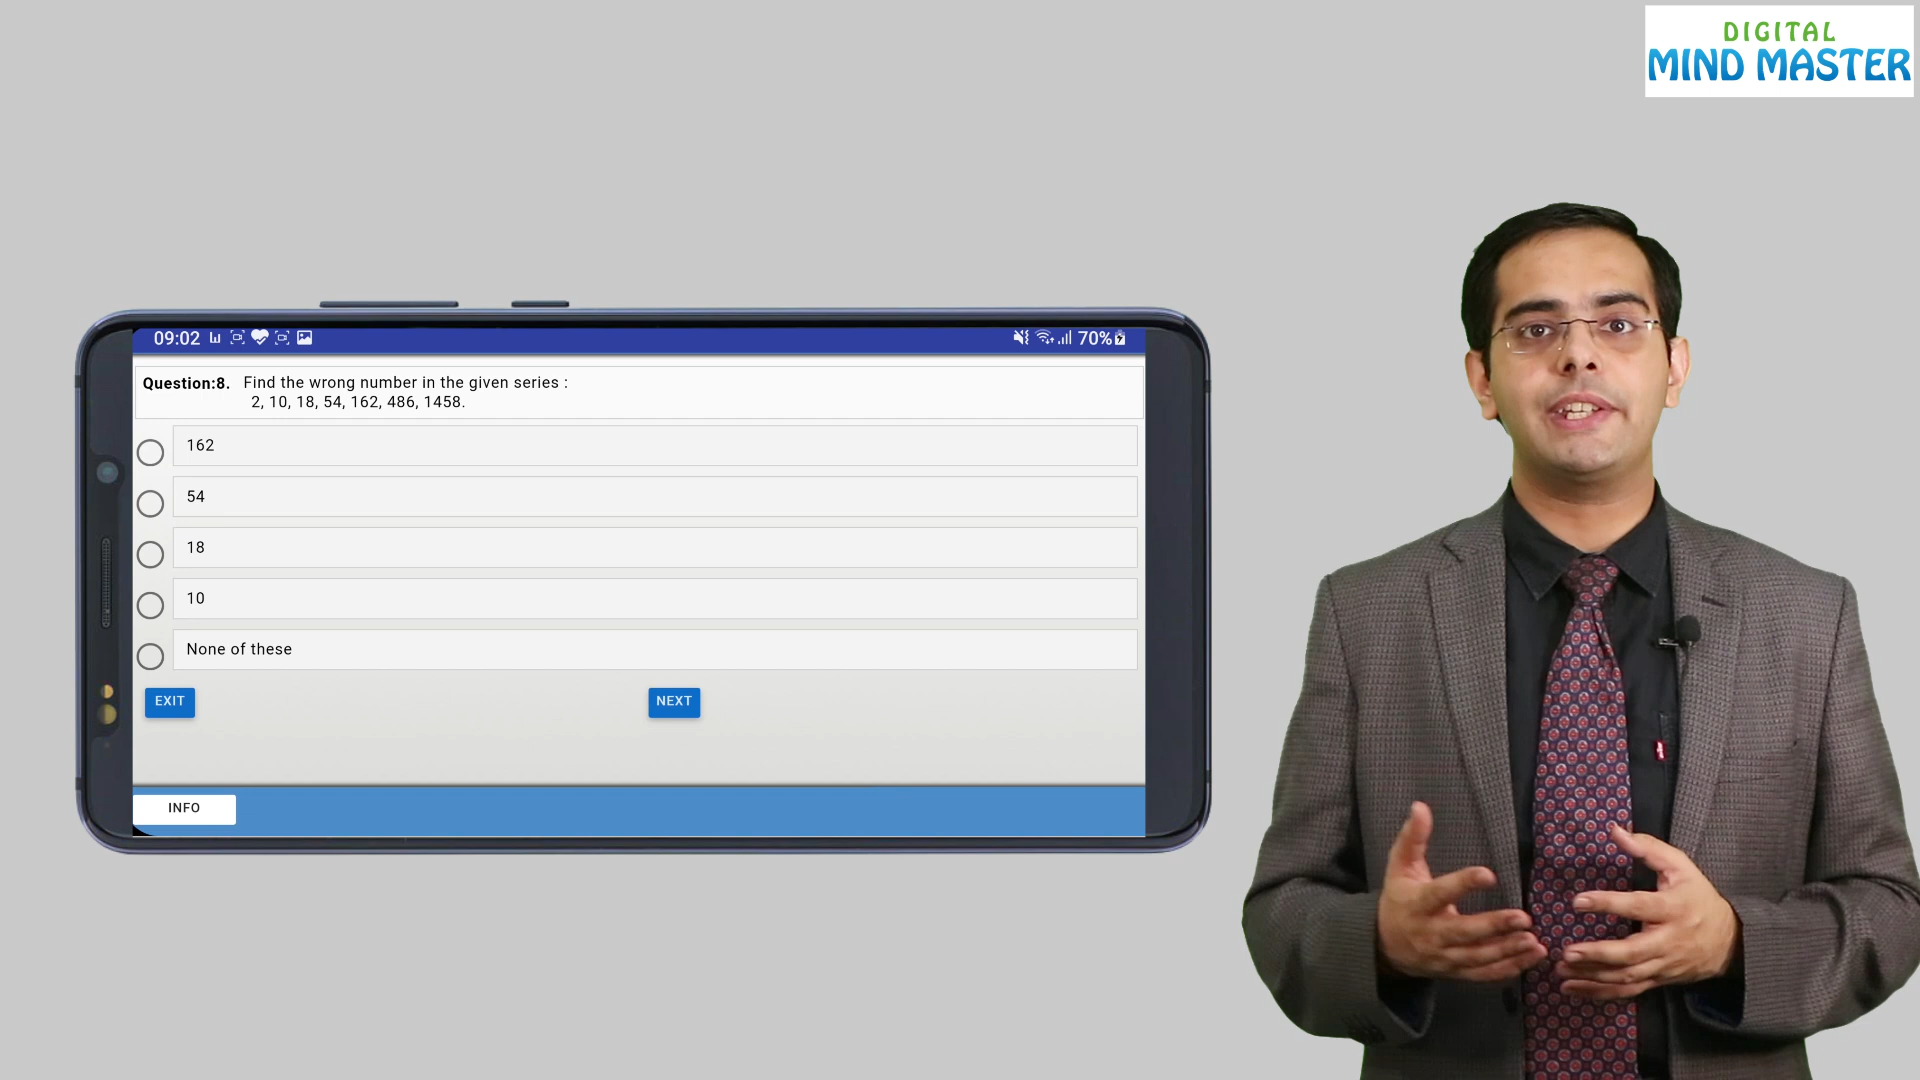 DIGITAL
MIND MASTER
09:02 70%
Question:8. Find the wrong number in the given series :
2, 10, 18, 54, 162, 486, 1458.
162
54
18
10
None of these
EXIT NEXT
INFO